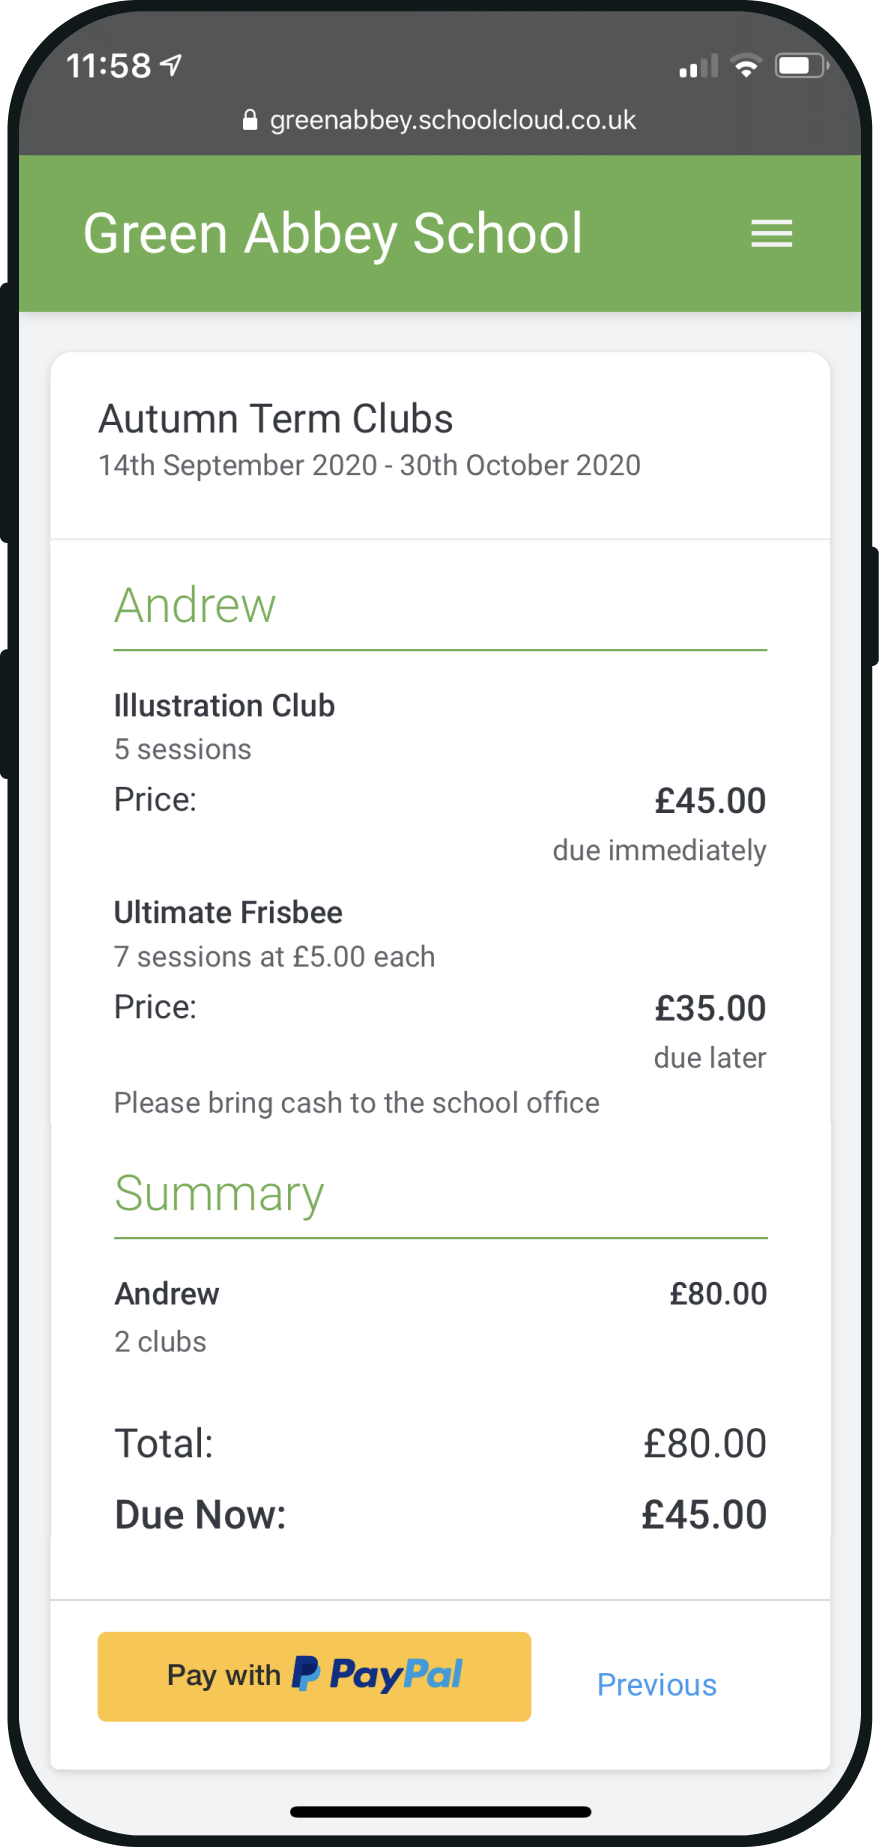 11:58
greenabbey.schoolcloud.co.uk
Green Abbey School
Autumn Term Clubs
14th September 2020 - 30th October 2020
Andrew
Illustration Club
5 sessions
Price: £45.00
due immediately
Ultimate Frisbee
7 sessions at £5.00 each
Price: £35.00
due later
Please bring cash to the school office
Summary
Andrew £80.00
2 clubs
Total: £80.00
Due Now: £45.00
Pay with PayPal Previous